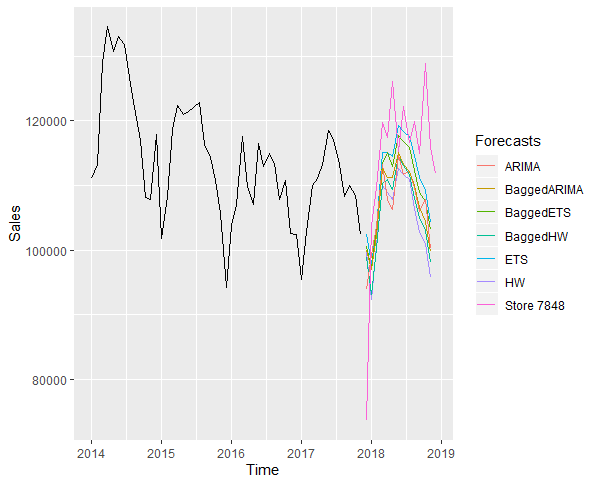 120000
100000
80000
Sales
2014 2015 2016 2017 2018 2019
Time
Forecasts
ARIMA
BaggedARIMA
BaggedETS
BaggedHW
ETS
HW
Store 7848